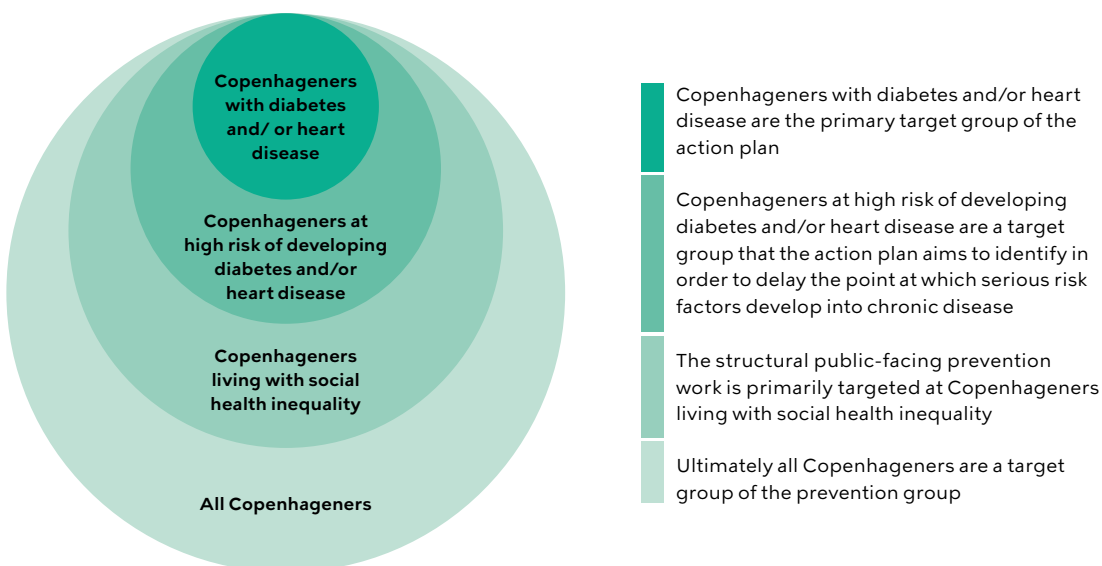 Copenhageners
with diabetes
and/ or heart
disease
Copenhageners at
high risk of developing
diabetes and/or
heart disease
Copenhageners
living with social
health inequality
All Copenhageners
Copenhageners with diabetes and/or heart
disease are the primary target group of the
action plan
Copenhageners at high risk of developing
diabetes and/or heart disease are a target
group that the action plan aims to identify in
order to delay the point at which serious risk
factors develop into chronic disease
The structural public-facing prevention
work is primarily targeted at Copenhageners
living with social health inequality
Ultimately all Copenhageners are a target
group of the prevention group